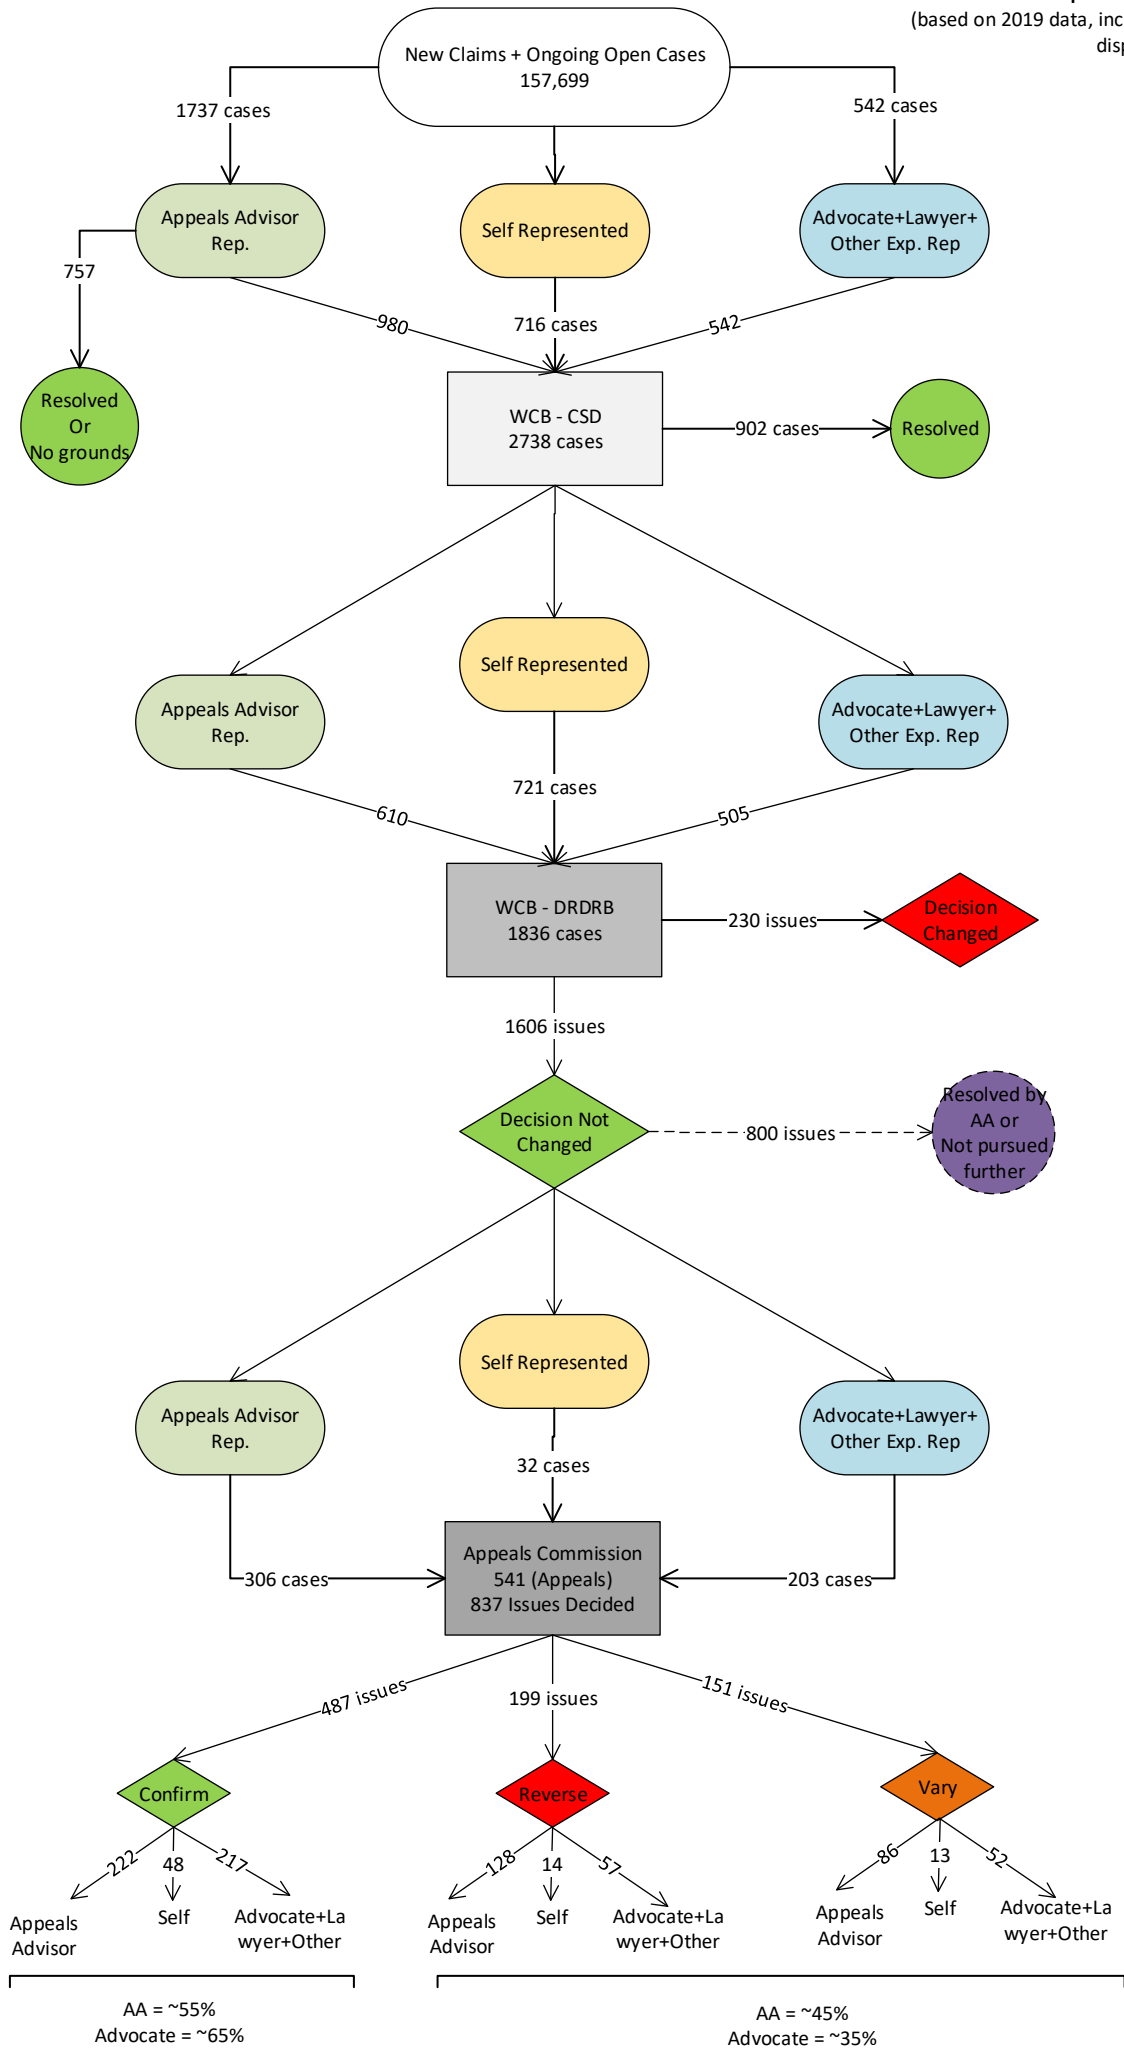 (based on 2019 data, inc
disp
New Claims + Ongoing Open Cases
157,699
1737 cases
542 cases
Appeals Advisor
Rep.
Self Represented
Advocate+Lawyer+
Other Exp. Rep
757
980
716 cases
542
Resolved
Or
No grounds
WCB - CSD
2738 cases
902 cases
Resolved
Self Represented
Appeals Advisor
Rep.
Advocate+Lawyer+
Other Exp. Rep
610
721 cases
505
WCB - DRDRB
1836 cases
230 issues
Decision
Changed
1606 issues
Decision Not
Changed
800 issues
Resolved by
AA or
Not pursued
further
Self Represented
Appeals Advisor
Rep.
Advocate+Lawyer+
Other Exp. Rep
32 cases
306 cases
Appeals Commission
541 (Appeals)
837 Issues Decided
203 cases
487 issues
199 issues
151 issues
Confirm
Reverse
Vary
222
48
217
128
14
57
86
13
52
Appeals
Advisor
Self
Advocate+La
wyer+Other
Appeals
Advisor
Self
Advocate+La
wyer+Other
Appeals
Advisor
Self
Advocate+La
wyer+Other
AA = ~55%
Advocate = ~65%
AA = ~45%
Advocate = ~35%